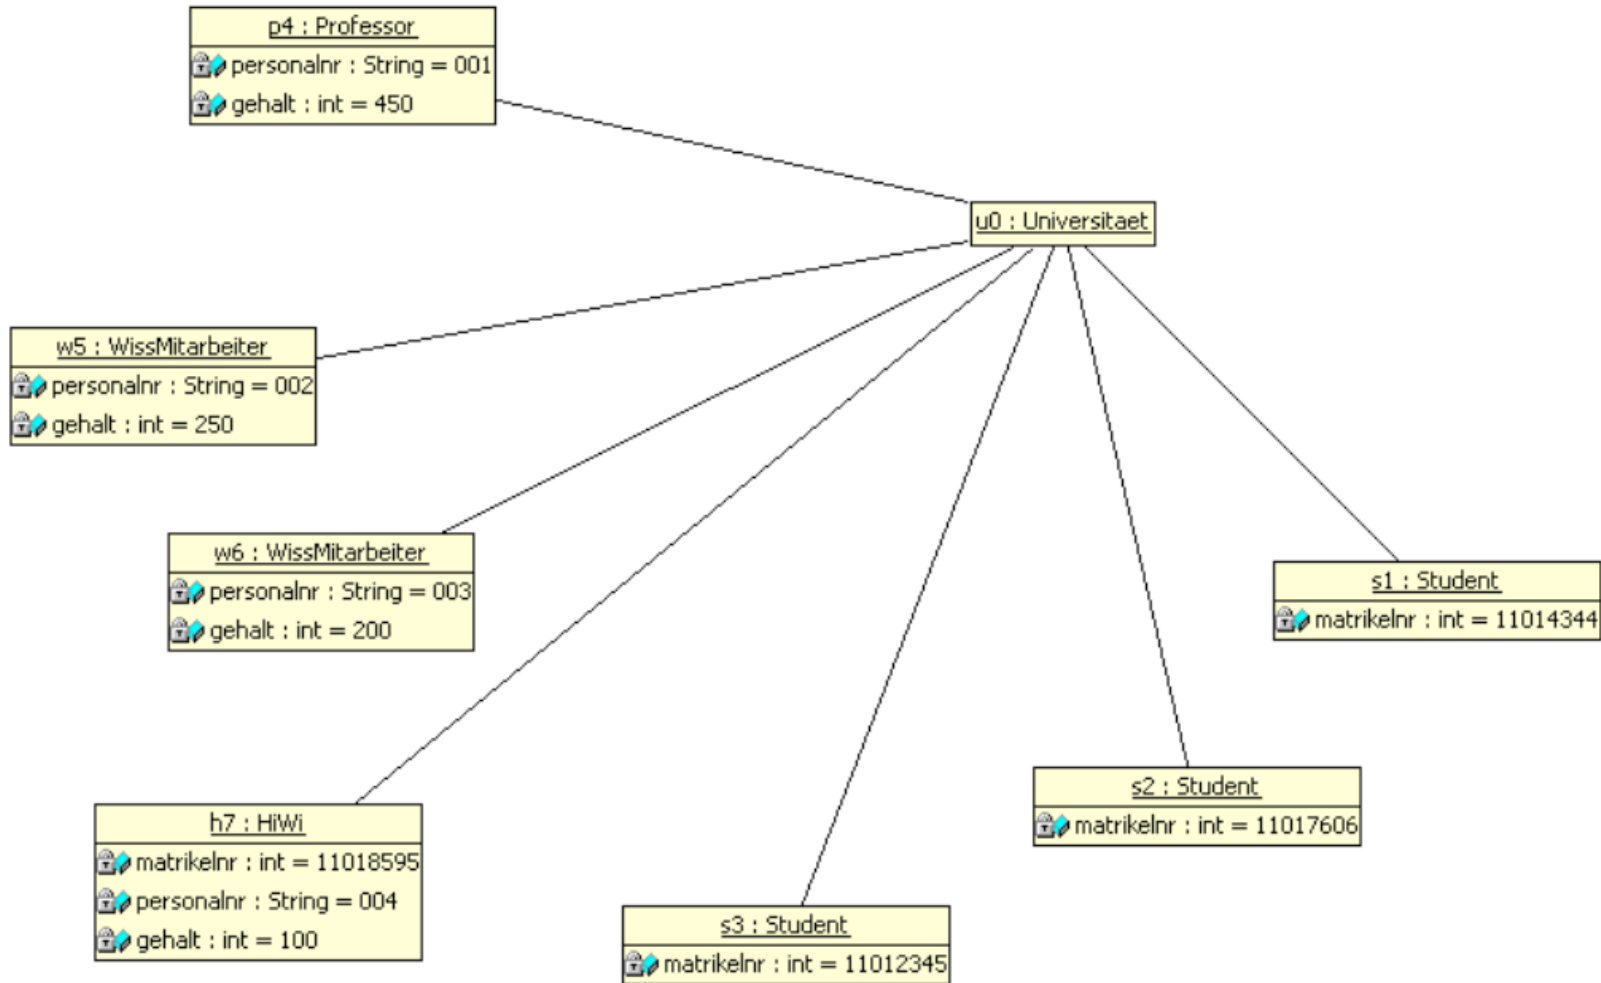 p4 : Professor
personalnr : String = 001
gehalt : int = 450
u0 : Universitaet
w5 : WissMitarbeiter
personalnr : String = 002
gehalt : int = 250
w6 : WissMitarbeiter
personalnr : String = 003
gehalt : int = 200
s1 : Student
matrikelnr : int = 11014344
s2 : Student
matrikelnr : int = 11017606
h7 : HiWi
matrikelnr : int = 11018595
personalnr : String = 004
gehalt : int = 100
s3 : Student
matrikelnr : int = 11012345